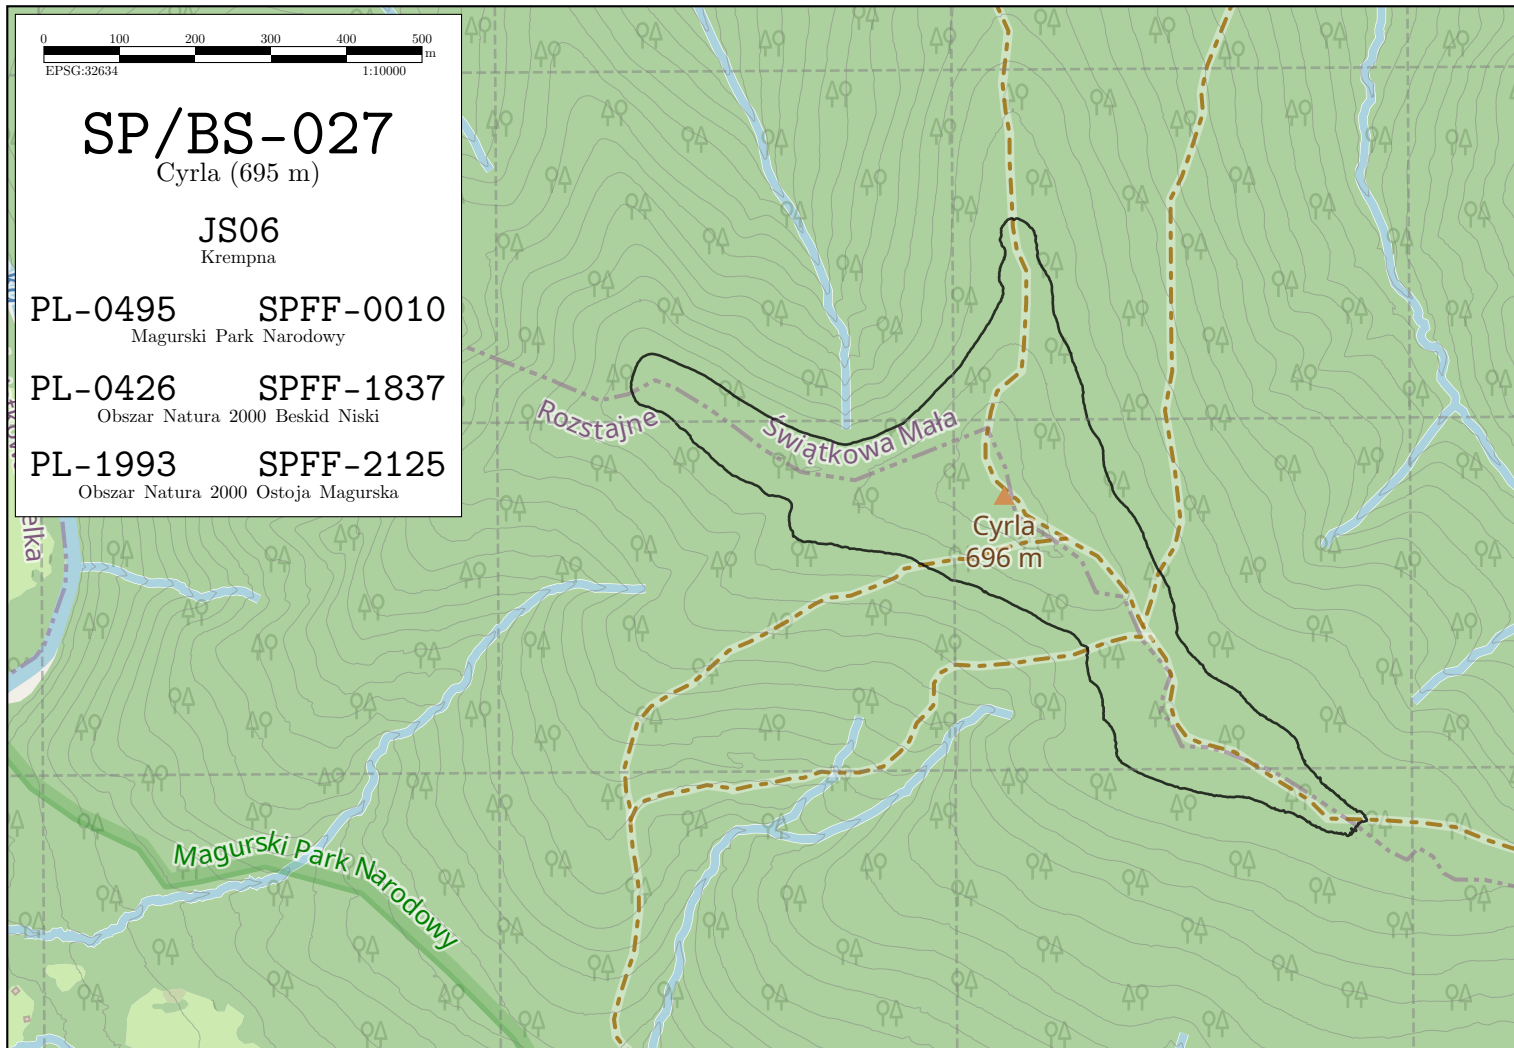 0 100 200 300 400 500
m
EPSG:32634 1:10000
SP/BS-027
Cyrla (695 m)
JS06
Krempna
PL-0495 SPFF-0010
Magurski Park Narodowy
PL-0426 SPFF-1837
Obszar Natura 2000 Beskid Niski
PL-1993 SPFF-2125
Obszar Natura 2000 Ostoja Magurska
Rozstajne
Świątkowa Mała
Cyrla
696 m
elka
Magurski Park Narodowy